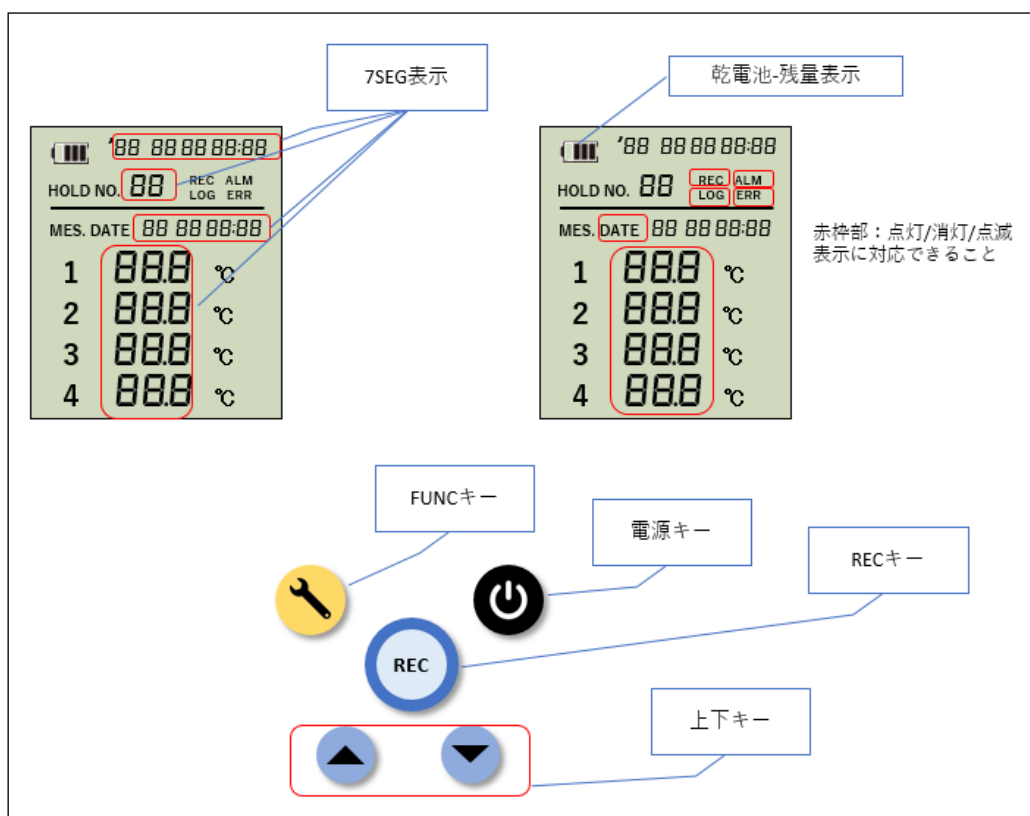 7SEG表示
乾電池-残量表示
'88 88 88 88:88
HOLD NO. 88 REC ALM
LOG ERR
MES. DATE 88 88 88:88
1 88.8 ℃
2 88.8 ℃
3 88.8 ℃
4 88.8 ℃
'88 88 88 88:88
HOLD NO. 88 REC ALM
LOG ERR
MES. DATE 88 88 88:88
1 88.8 ℃
2 88.8 ℃
3 88.8 ℃
4 88.8 ℃
赤枠部：点灯/消灯/点滅
表示に対応できること
FUNCキー
電源キー
RECキー
REC
上下キー